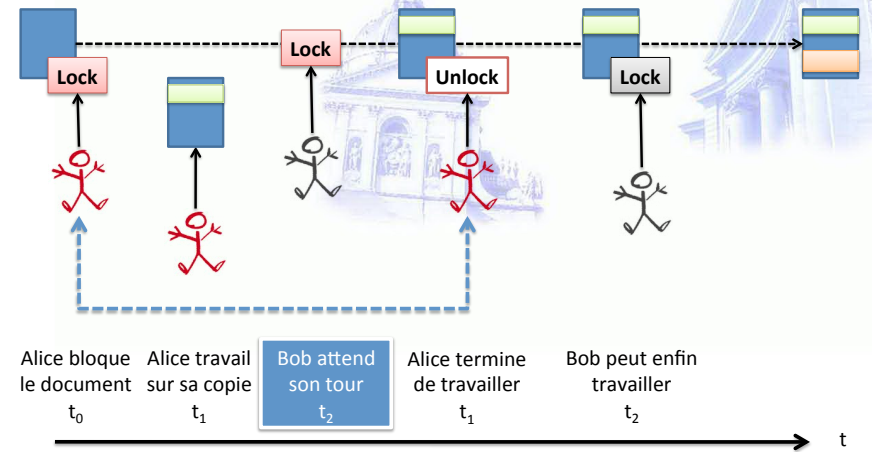 Lock
Lock
Unlock
Lock
Alice bloque
le document
t0
Alice travail
sur sa copie
t1
Bob attend
son tour
t2
Alice termine
de travailler
t1
Bob peut enfin
travailler
t2
t